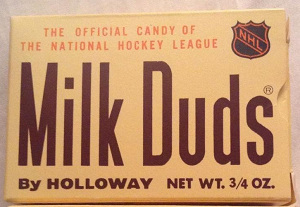 THE OFFICIAL CANDY OF
THE NATIONAL HOCKEY LEAGUE
NHL
Milk Duds®
By HOLLOWAY NET WT. 3/4 OZ.